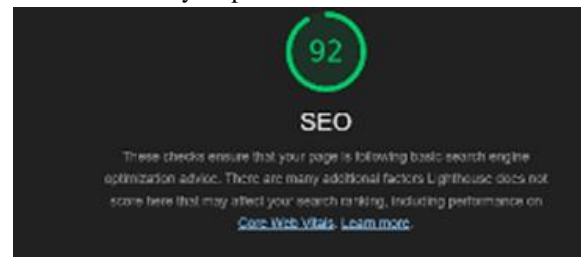 92
SEO
These checks ensure that your page is following basic search engine
optimization advice. There are many additional factors Lighthouse does not
score here that may affect your search ranking, including performance on
Core Web Vitals. Learn more.